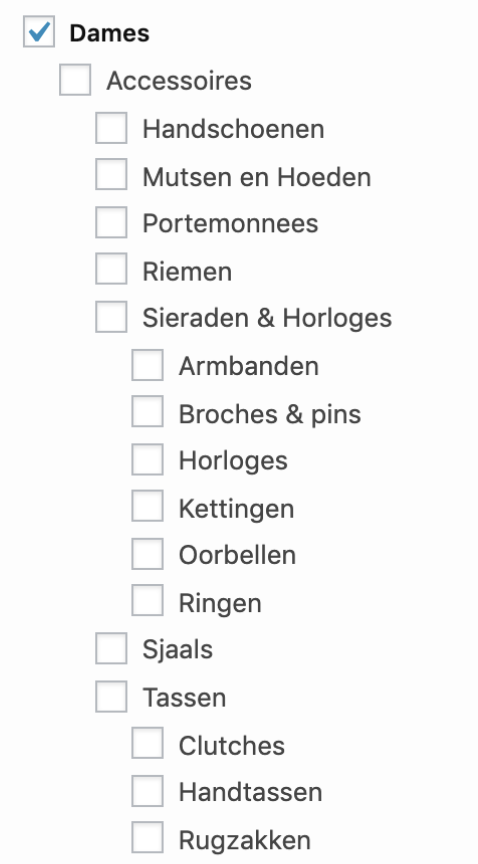 Dames
Accessoires
Handschoenen
Mutsen en Hoeden
Portemonnees
Riemen
Sieraden & Horloges
Armbanden
Broches & pins
Horloges
Kettingen
Oorbellen
Ringen
Sjaals
Tassen
Clutches
Handtassen
Rugzakken